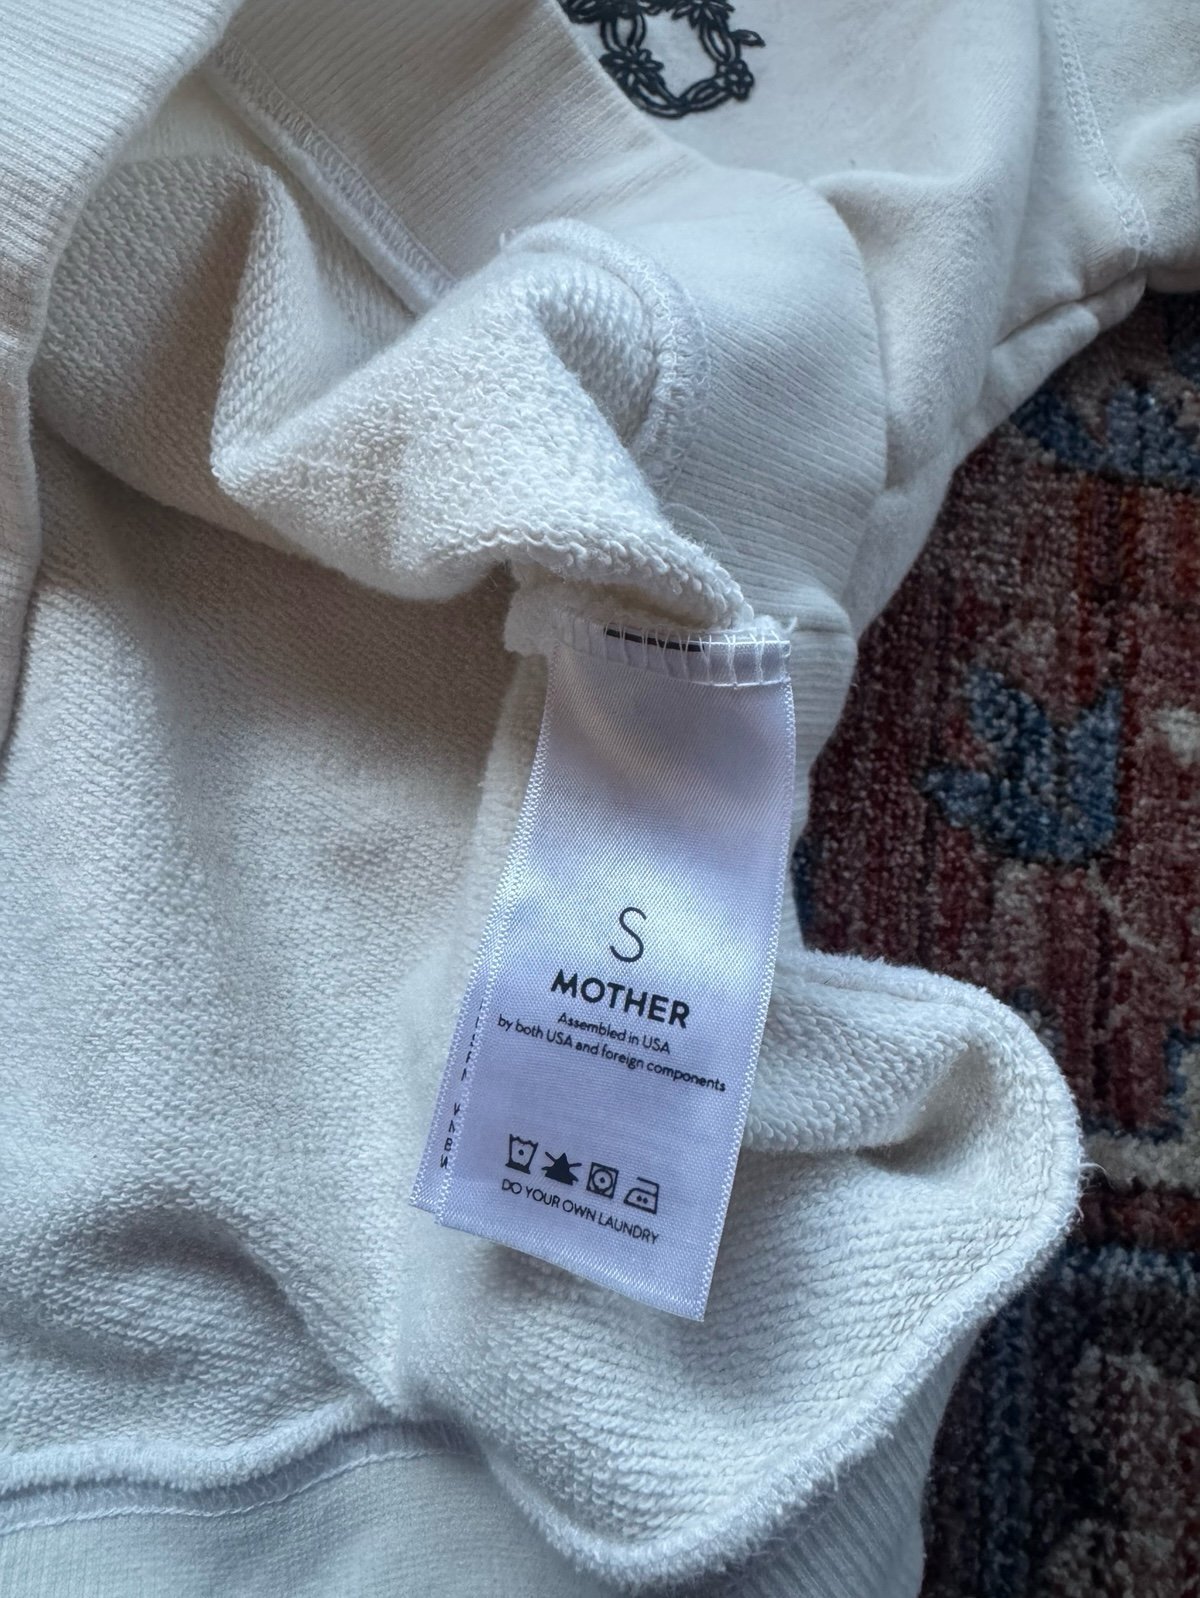 S
MOTHER
Assembled in USA
by both USA and foreign components
DO YOUR OWN LAUNDRY